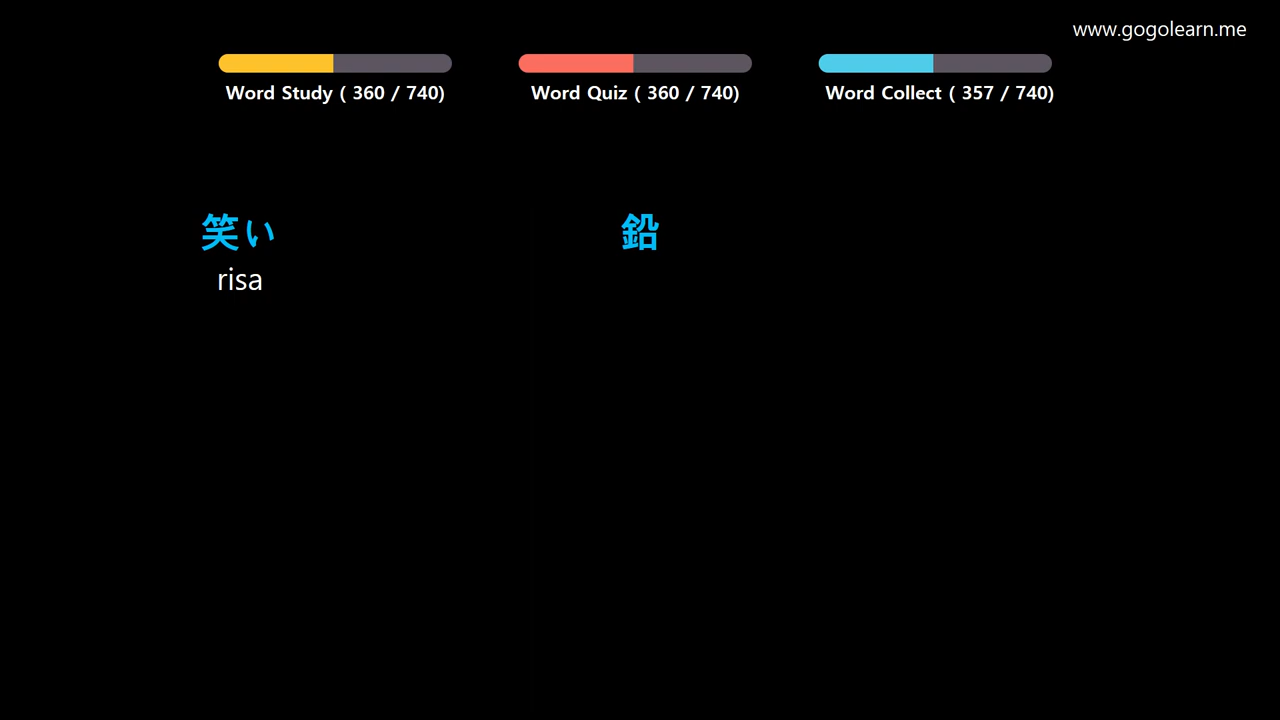 www.gogolearn.me
Word Study ( 360 / 740)
Word Quiz ( 360 / 740)
Word Collect ( 357 / 740)
笑い
鉛
risa